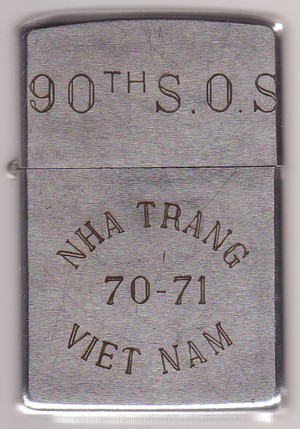 90TH S.O.S
NHA TRANG
70-71
VIET NAM